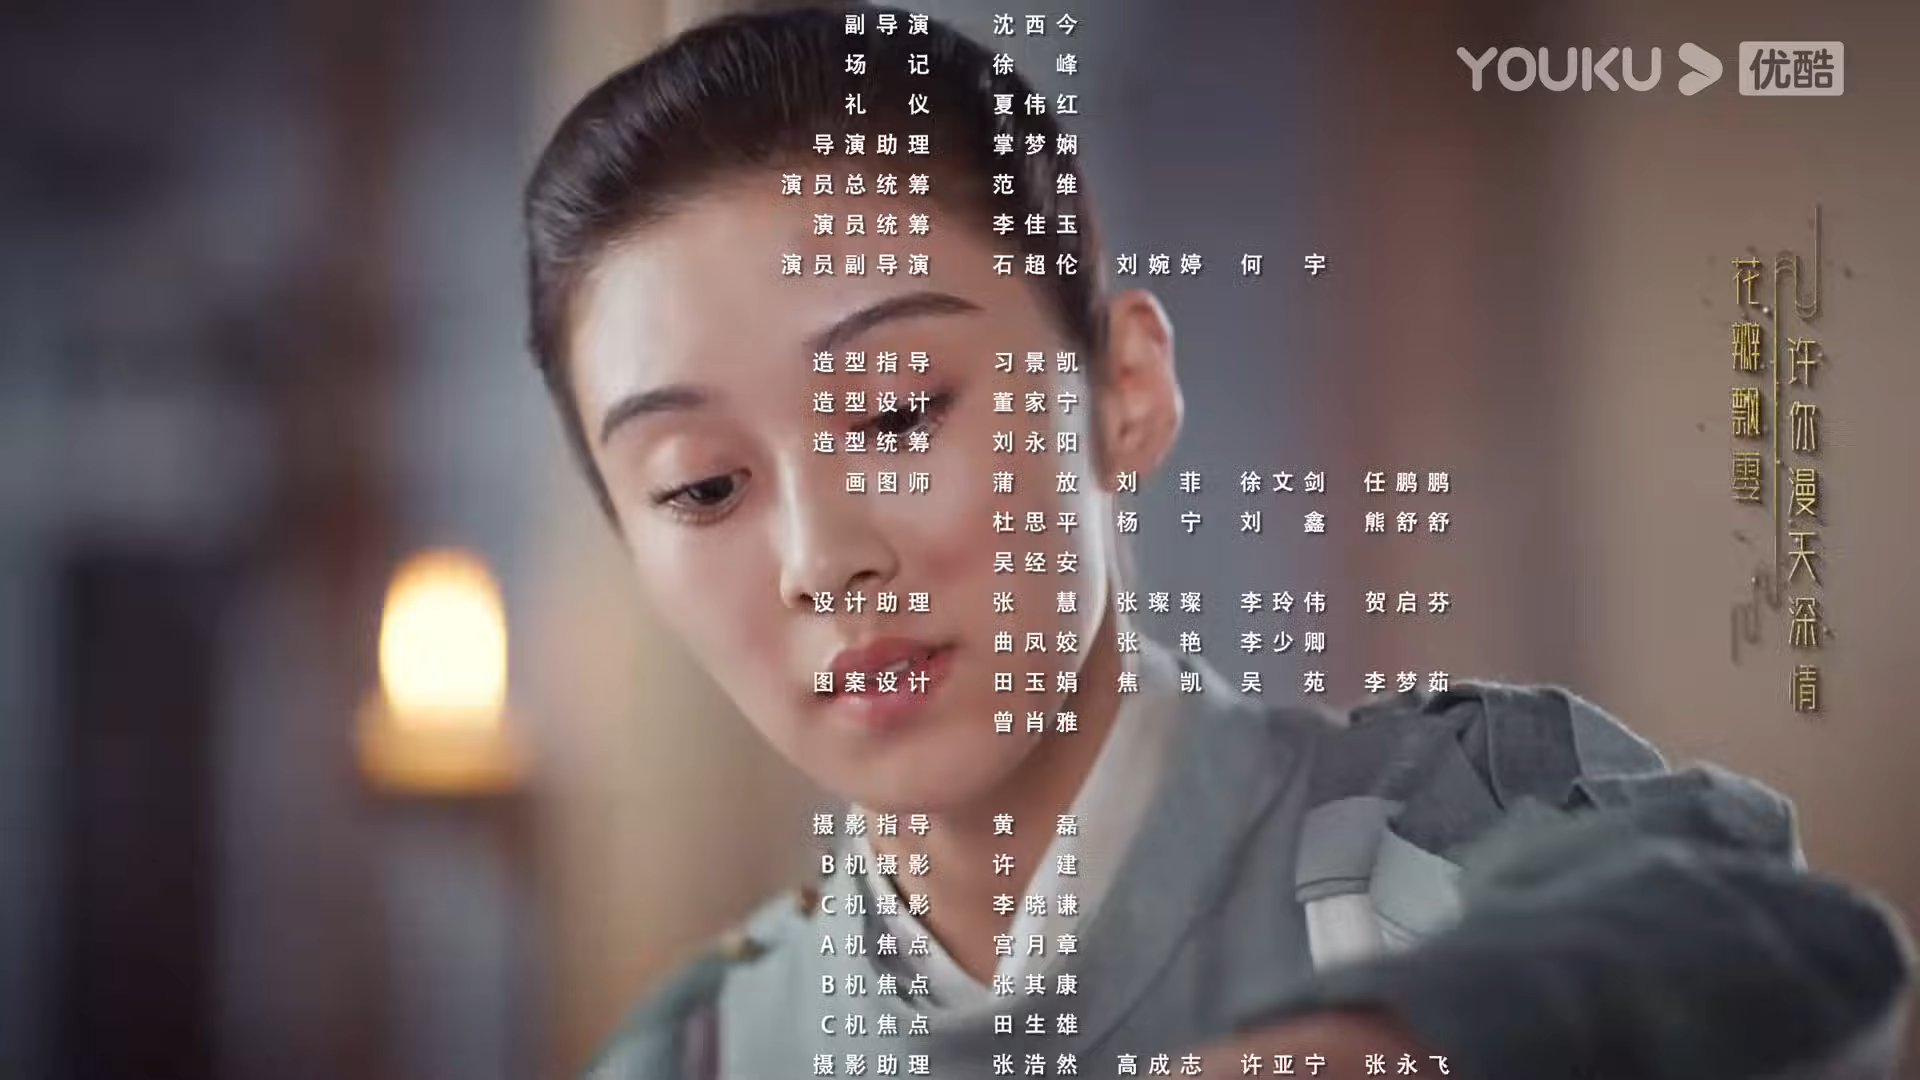 副导演 沈西今
场记 徐峰
礼仪 夏伟红
导演助理 掌梦娴
演员总统筹 范维
演员统筹 李佳玉
演员副导演 石超伦 刘婉婷 何宇
造型指导 习景凯
造型设计 董家宁
造型统筹 刘永阳
画图师 蒲放 刘菲 徐文剑 任鹏鹏
杜思平 杨宁 刘鑫 熊舒舒
吴经安
设计助理 张慧 张璨璨 李玲伟 贺启芬
曲凤姣 张艳 李少卿
图案设计 田玉娟 焦凯 吴苑 李梦茹
曾肖雅
摄影指导 黄磊
B机摄影 许建
C机摄影 李晓谦
A机焦点 宫月章
B机焦点 张其康
C机焦点 田生雄
摄影助理 张浩然 高成志 许亚宁 张永飞
YOUKU 优酷
花瓣飘雪
许你漫天深情